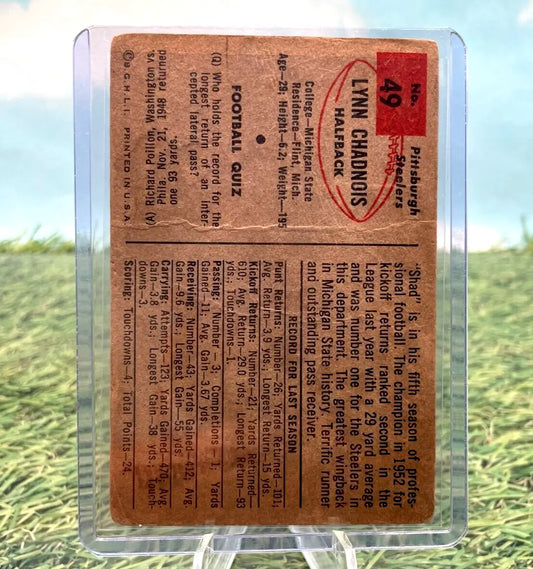 No.
49
Pittsburgh
Steelers
LYNN CHADNOIS
HALFBACK
College—Michigan State
Residence—Flint, Mich.
Age—28; Height—6.2; Weight—195
FOOTBALL QUIZ
(Q) Who holds the record for the
longest return of an inter-
cepted lateral pass?
(A) Richard Poillon, Washington vs.
Phila., Nov. 21, 1948 returned
one 93 yards.
© B.G.H.L.I. PRINTED IN U.S.A.
"Shad" is in his fifth season of profes-
sional football. The champion in 1952 for
kickoff returns ranked second in the
League last year with a 29 yard average
and was number one for the Steelers in
this department. The greatest wingback
in Michigan State history. Terrific runner
and outstanding pass receiver.
RECORD FOR LAST SEASON
Punt Returns: Number—26; Yards Returned—101;
Avg. Return—3.9 yds.; Longest Return—15 yds.
Kickoff Returns: Number—21; Yards Returned—
610; Avg. Return—29.0 yds.; Longest Return—93
yds.; Touchdowns—1.
Passing: Number—3; Completions—1; Yards
Gained—11; Avg. Gain—3.67 yds.
Receiving: Number—43; Yards Gained—412; Avg.
Gain—9.6 yds.; Longest Gain—55 yds.
Carrying: Attempts—123; Yards Gained—470; Avg.
Gain—3.8 yds.; Longest Gain—38 yds.; Touch-
downs—3.
Scoring: Touchdowns—4; Total Points—24.